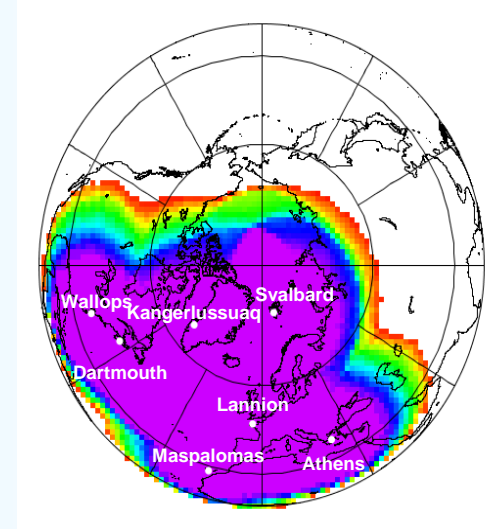 Svalbard
Wallops
Kangerlussuaq
Dartmouth
Lannion
Maspalomas
Athens